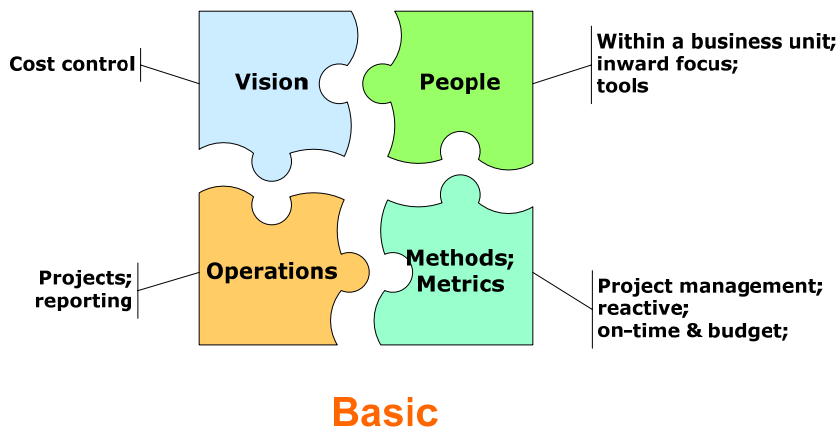 Cost control
Vision
People
Within a business unit;
inward focus;
tools
Projects;
reporting
Operations
Methods;
Metrics
Project management;
reactive;
on-time & budget;
Basic